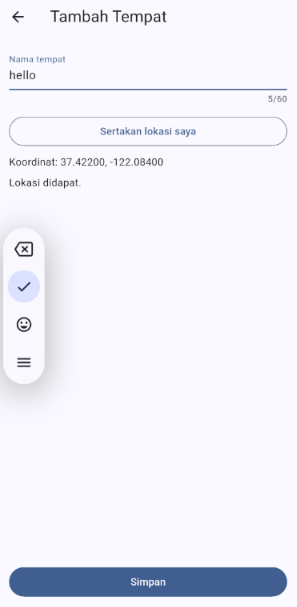 Tambah Tempat
Nama tempat
hello
5/60
Sertakan lokasi saya
Koordinat: 37.42200, -122.08400
Lokasi didapat.
Simpan